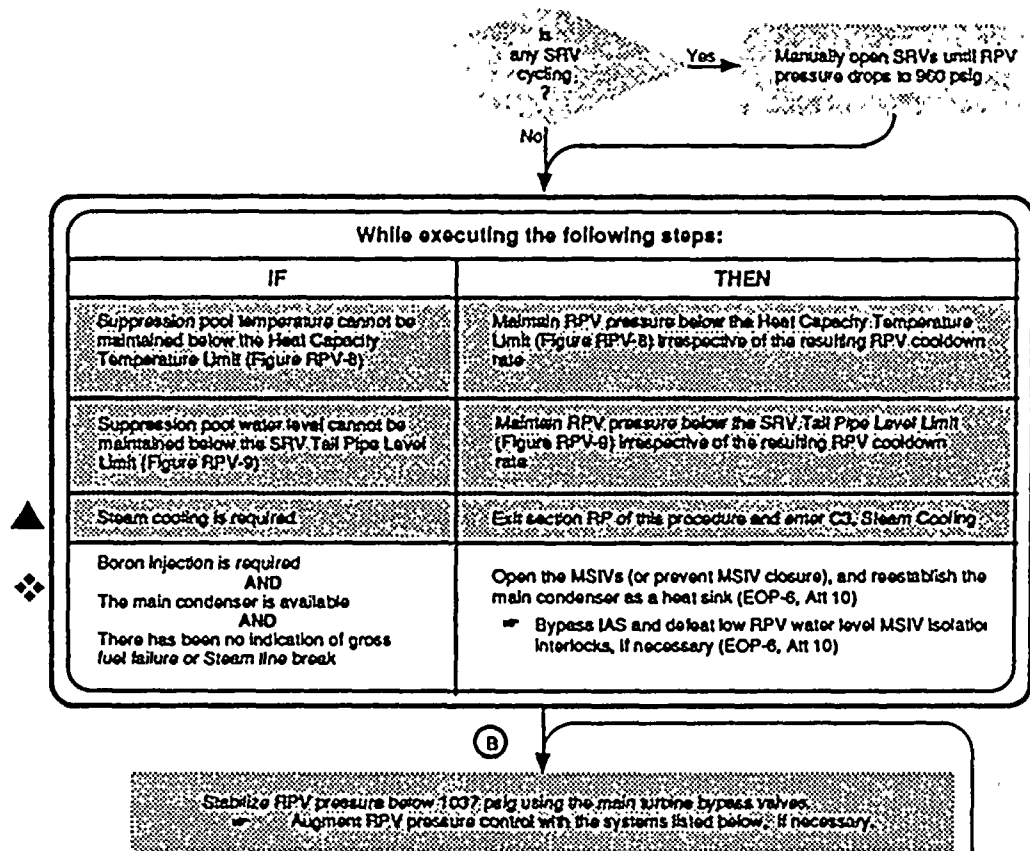 Is
any SRV
cycling
?
Yes
Manually open SRVs until RPV
pressure drops to 960 psig
No
While executing the following steps:
IF
THEN
Suppression pool temperature cannot be
maintained below the Heat Capacity
Temperature Limit (Figure RPV-8)
Maintain RPV pressure below the Heat Capacity Temperature
Limit (Figure RPV-8) irrespective of the resulting RPV cooldown
rate
Suppression pool water level cannot be
maintained below the SRV Tail Pipe Level
Limit (Figure RPV-9)
Maintain RPV pressure below the SRV Tail Pipe Level Limit
(Figure RPV-9) irrespective of the resulting RPV cooldown
rate
Steam cooling is required
Exit section RP of this procedure and enter C3, Steam Cooling
Boron Injection is required
AND
The main condenser is available
AND
There has been no indication of gross
fuel failure or Steam line break
Open the MSIVs (or prevent MSIV closure), and reestablish the
main condenser as a heat sink (EOP-6, Att 10)
☛ Bypass IAS and defeat low RPV water level MSIV Isolation
interlocks, if necessary (EOP-6, Att 10)
B
Stabilize RPV pressure below 1037 psig using the main turbine bypass valves.
☛ Augment RPV pressure control with the systems listed below, if necessary.